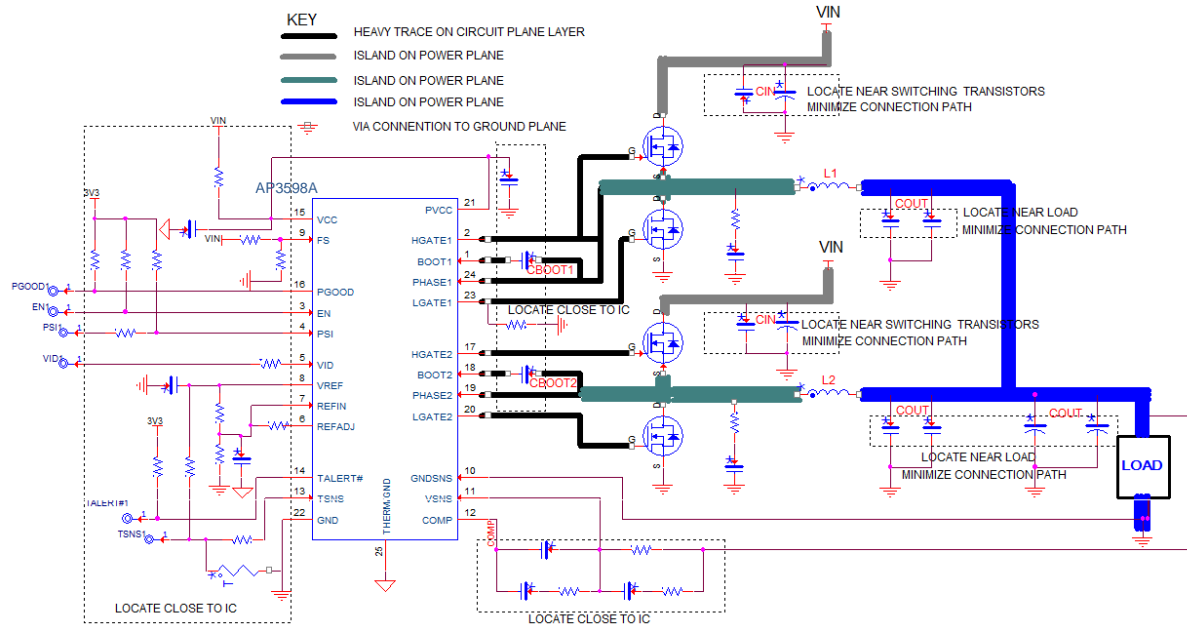 KEY
HEAVY TRACE ON CIRCUIT PLANE LAYER
ISLAND ON POWER PLANE
ISLAND ON POWER PLANE
ISLAND ON POWER PLANE
VIA CONNENTION TO GROUND PLANE
VIN
CIN
LOCATE NEAR SWITCHING TRANSISTORS
MINIMIZE CONNECTION PATH
VIN
AP3598A
3V3
VIN
15 VCC
9 FS
16 PGOOD
3 EN
4 PSI
5 VID
8 VREF
7 REFIN
6 REFADJ
14 TALERT#
13 TSNS
22 GND
THERM/GND
25
PVCC 21
HGATE1 2
BOOT1 1
PHASE1 24
LGATE1 23
HGATE2 17
BOOT2 18
PHASE2 19
LGATE2 20
GNDSNS 10
VSNS 11
COMP 12
PGOOD1 1
EN1 1
PSI1 1
VID1 1
3V3
TALERT#1 1
TSNS1 1
T
LOCATE CLOSE TO IC
CBOOT1
LOCATE CLOSE TO IC
CBOOT2
COMP
LOCATE CLOSE TO IC
D
G
S
D
G
S
L1
COUT
LOCATE NEAR LOAD
MINIMIZE CONNECTION PATH
VIN
CIN
LOCATE NEAR SWITCHING TRANSISTORS
MINIMIZE CONNECTION PATH
D
G
S
D
G
S
L2
COUT
COUT
LOCATE NEAR LOAD
MINIMIZE CONNECTION PATH
LOAD